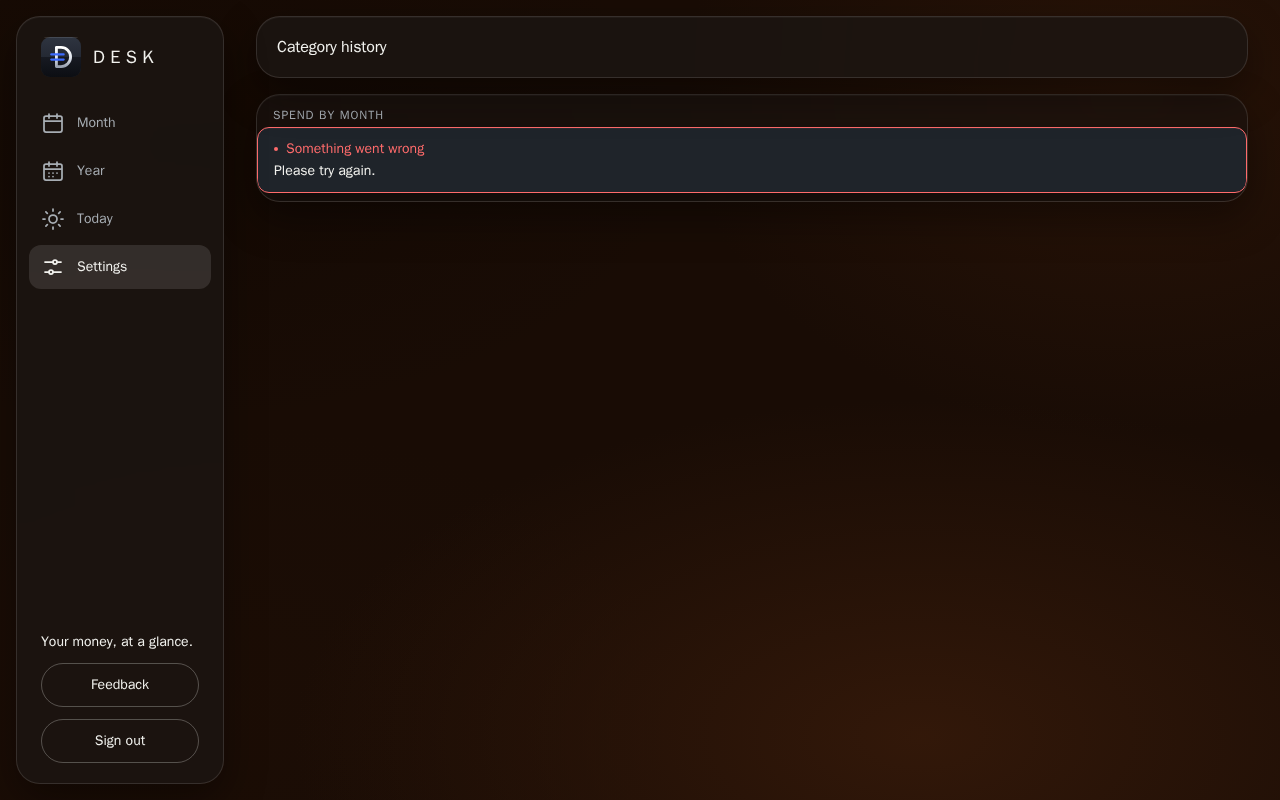 DESK
Month
Year
Today
Settings
Your money, at a glance.
Feedback
Sign out
Category history
SPEND BY MONTH
Something went wrong
Please try again.